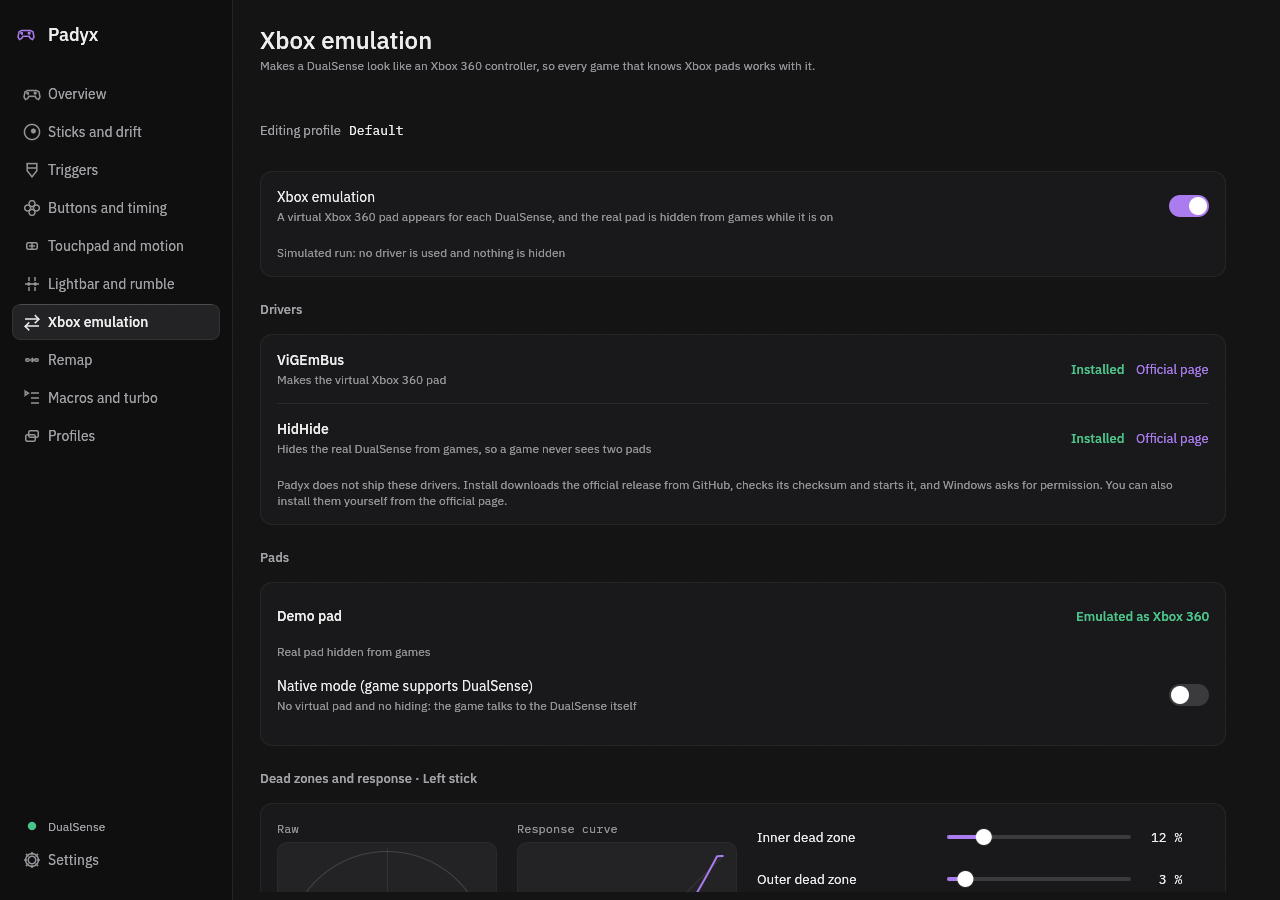 Padyx
Overview
Sticks and drift
Triggers
Buttons and timing
Touchpad and motion
Lightbar and rumble
Xbox emulation
Remap
Macros and turbo
Profiles
DualSense
Settings
Xbox emulation
Makes a DualSense look like an Xbox 360 controller, so every game that knows Xbox pads works with it.
Editing profile Default
Xbox emulation
A virtual Xbox 360 pad appears for each DualSense, and the real pad is hidden from games while it is on
Simulated run: no driver is used and nothing is hidden
Drivers
ViGEmBus
Makes the virtual Xbox 360 pad
Installed Official page
HidHide
Hides the real DualSense from games, so a game never sees two pads
Installed Official page
Padyx does not ship these drivers. Install downloads the official release from GitHub, checks its checksum and starts it, and Windows asks for permission. You can also
install them yourself from the official page.
Pads
Demo pad
Emulated as Xbox 360
Real pad hidden from games
Native mode (game supports DualSense)
No virtual pad and no hiding: the game talks to the DualSense itself
Dead zones and response · Left stick
Raw
Response curve
Inner dead zone 12 %
Outer dead zone 3 %